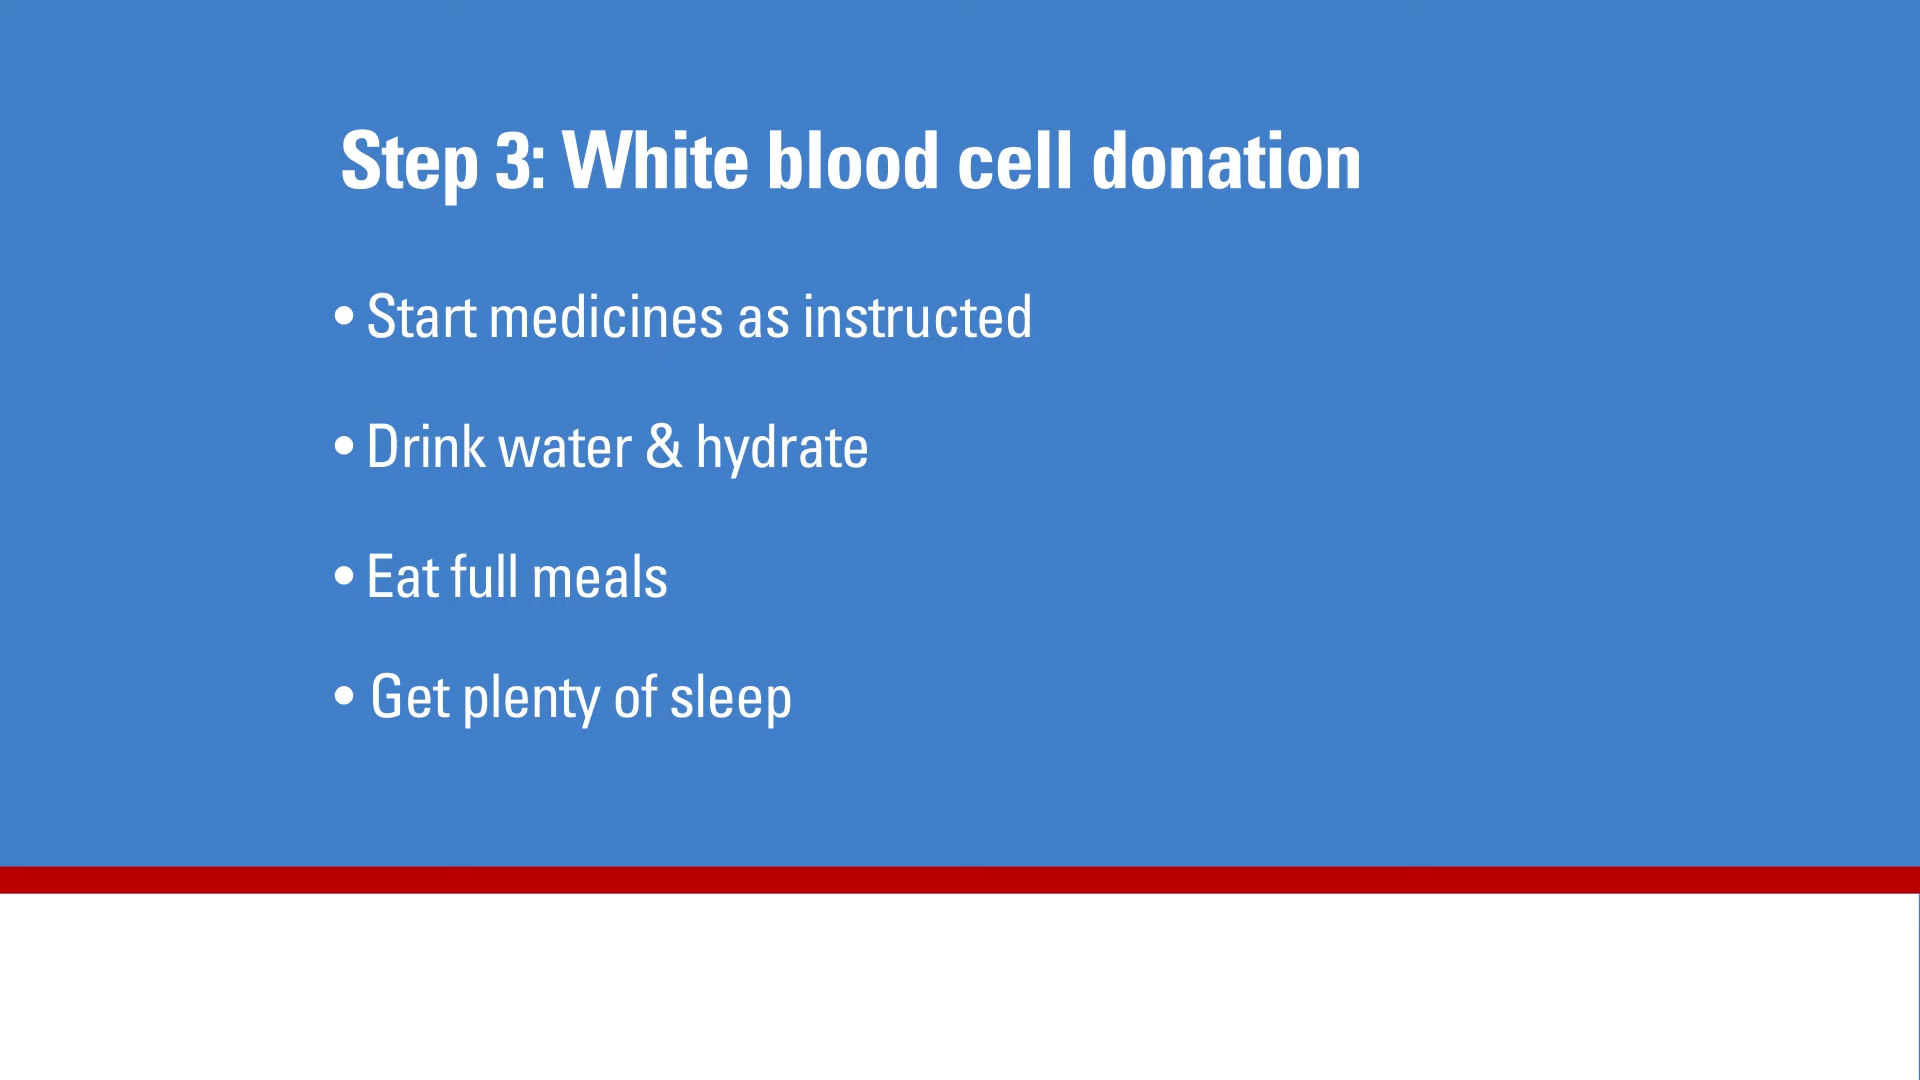 Step 3: White blood cell donation
• Start medicines as instructed
• Drink water & hydrate
• Eat full meals
• Get plenty of sleep